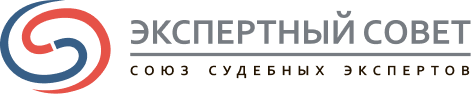 ЭКСПЕРТНЫЙ СОВЕТ
СОЮЗ СУДЕБНЫХ ЭКСПЕРТОВ